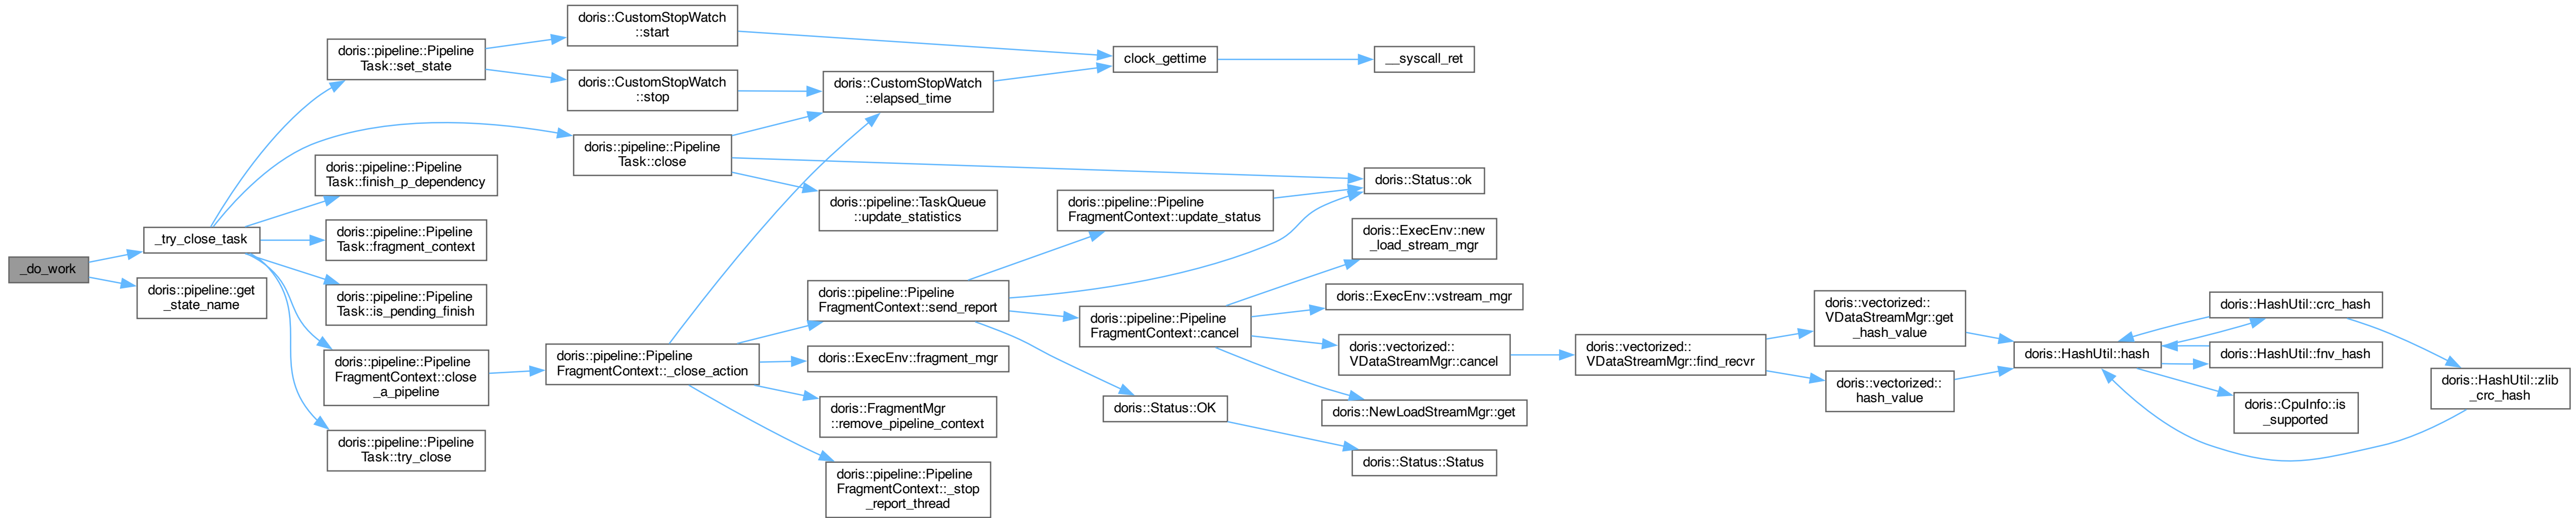 _do_work
_try_close_task
doris::pipeline::get
_state_name
doris::pipeline::Pipeline
Task::set_state
doris::pipeline::Pipeline
Task::finish_p_dependency
doris::pipeline::Pipeline
Task::fragment_context
doris::pipeline::Pipeline
Task::is_pending_finish
doris::pipeline::Pipeline
FragmentContext::close
_a_pipeline
doris::pipeline::Pipeline
Task::try_close
doris::CustomStopWatch
::start
doris::CustomStopWatch
::stop
doris::pipeline::Pipeline
Task::close
doris::pipeline::Pipeline
FragmentContext::_close_action
doris::CustomStopWatch
::elapsed_time
doris::pipeline::TaskQueue
::update_statistics
doris::pipeline::Pipeline
FragmentContext::send_report
doris::ExecEnv::fragment_mgr
doris::FragmentMgr
::remove_pipeline_context
doris::pipeline::Pipeline
FragmentContext::_stop
_report_thread
clock_gettime
doris::pipeline::Pipeline
FragmentContext::update_status
doris::pipeline::Pipeline
FragmentContext::cancel
doris::Status::OK
__syscall_ret
doris::Status::ok
doris::ExecEnv::new
_load_stream_mgr
doris::ExecEnv::vstream_mgr
doris::vectorized::
VDataStreamMgr::cancel
doris::NewLoadStreamMgr::get
doris::Status::Status
doris::vectorized::
VDataStreamMgr::find_recvr
doris::vectorized::
VDataStreamMgr::get
_hash_value
doris::vectorized::
hash_value
doris::HashUtil::hash
doris::HashUtil::crc_hash
doris::HashUtil::fnv_hash
doris::CpuInfo::is
_supported
doris::HashUtil::zlib
_crc_hash